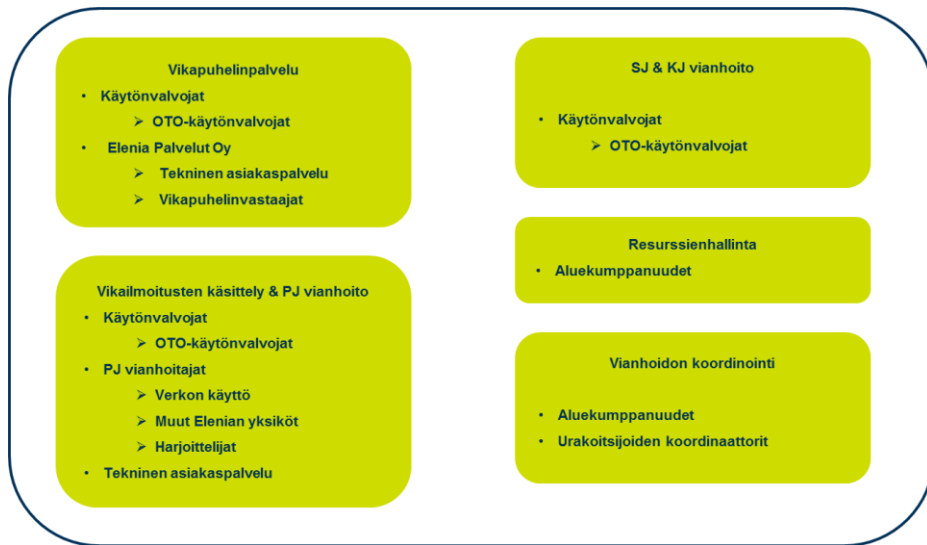 Vikapuhelinpalvelu
• Käytönvalvojat
➢ OTO-käytönvalvojat
• Elenia Palvelut Oy
➢ Tekninen asiakaspalvelu
➢ Vikapuhelinvastaajat
Vikailmoitusten käsittely & PJ vianhoito
• Käytönvalvojat
➢ OTO-käytönvalvojat
• PJ vianhoitajat
➢ Verkon käyttö
➢ Muut Elenian yksiköt
➢ Harjoittelijat
• Tekninen asiakaspalvelu
SJ & KJ vianhoito
• Käytönvalvojat
➢ OTO-käytönvalvojat
Resurssienhallinta
• Aluekumppanuudet
Vianhoidon koordinointi
• Aluekumppanuudet
• Urakoitsijoiden koordinaattorit